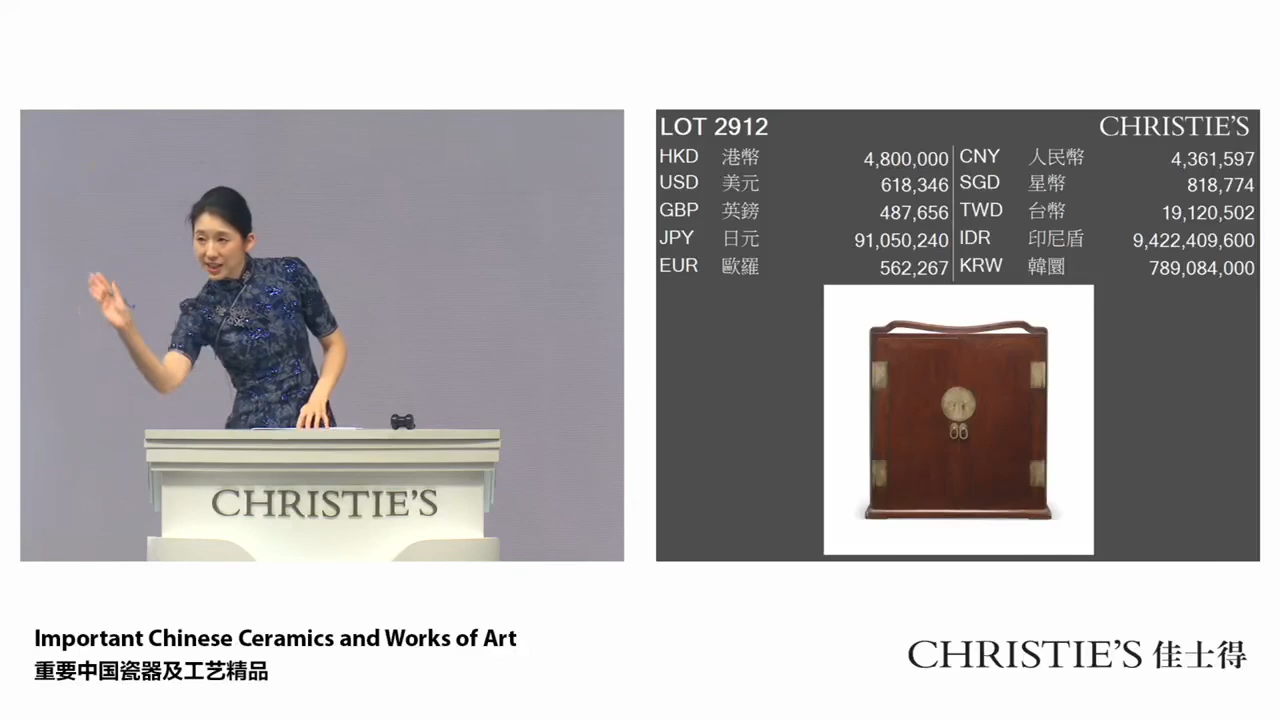 LOT 2912 CHRISTIE'S
HKD 港幣 4,800,000 CNY 人民幣 4,361,597
USD 美元 618,346 SGD 星幣 818,774
GBP 英鎊 487,656 TWD 台幣 19,120,502
JPY 日元 91,050,240 IDR 印尼盾 9,422,409,600
EUR 歐羅 562,267 KRW 韓圜 789,084,000
CHRISTIE'S
Important Chinese Ceramics and Works of Art
重要中国瓷器及工艺精品
CHRISTIE'S 佳士得